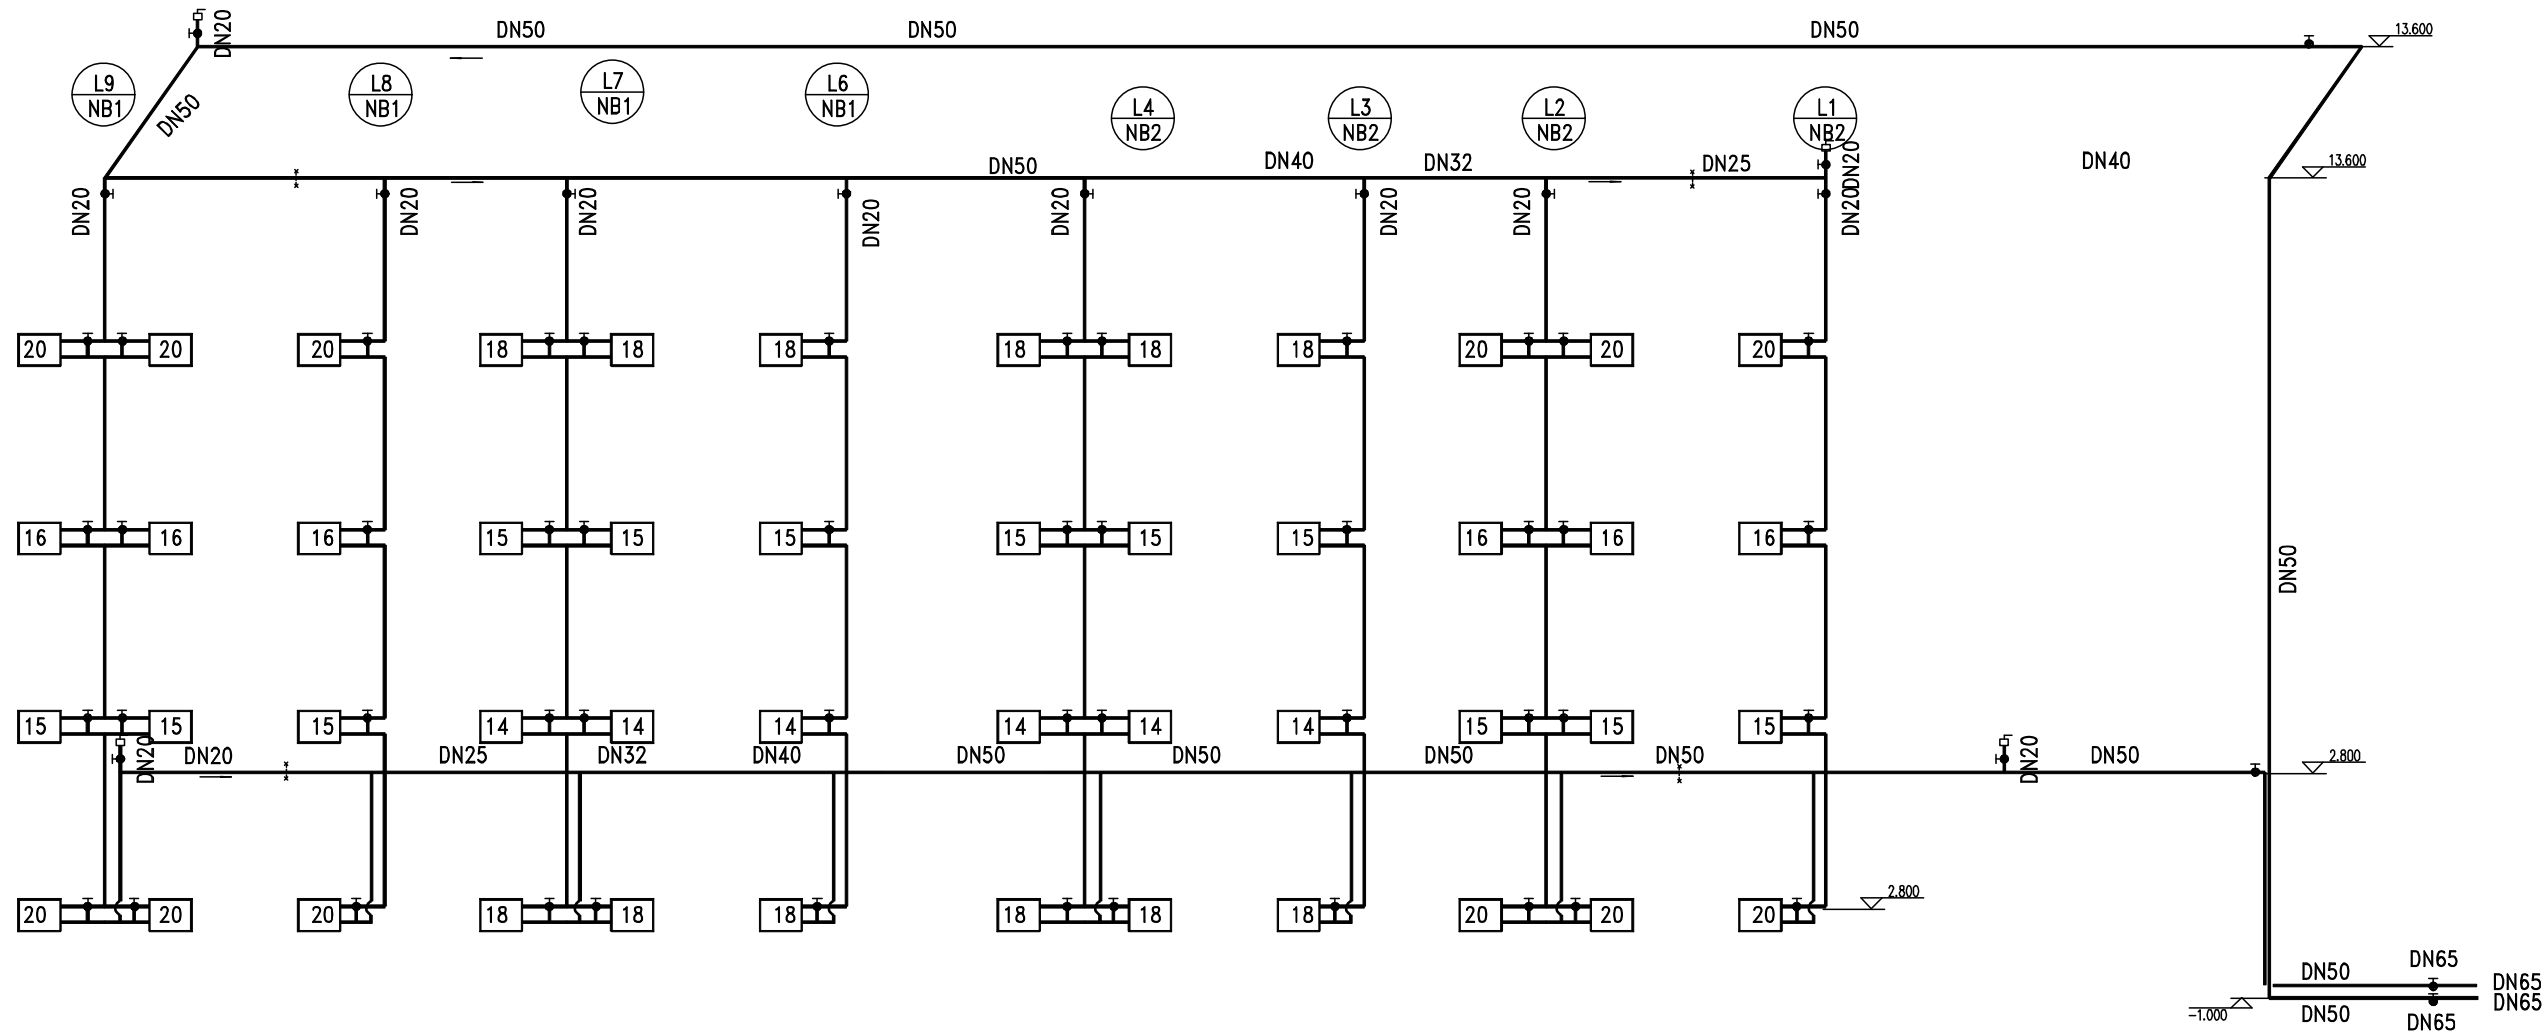 DN20
DN50 DN50 DN50
13.600
L9
NB1
L8
NB1
L7
NB1
L6
NB1
L4
NB2
L3
NB2
L2
NB2
L1
NB2
DN50
DN50 DN40 DN32 DN25 DN20 DN40
13.600
DN20 DN20 DN20 DN20 DN20 DN20 DN20 DN20
20 20 20 18 18 18 18 18 18 20 20 20
16 16 16 15 15 15 15 15 15 16 16 16
DN50
15 15 15 14 14 14 14 14 14 15 15 15
DN20 DN20 DN25 DN32 DN40 DN50 DN50 DN50 DN50 DN20 DN50
2.800
20 20 20 18 18 18 18 18 18 20 20 20
2.800
DN65
DN50 DN65
DN65
-1.000 DN50 DN65